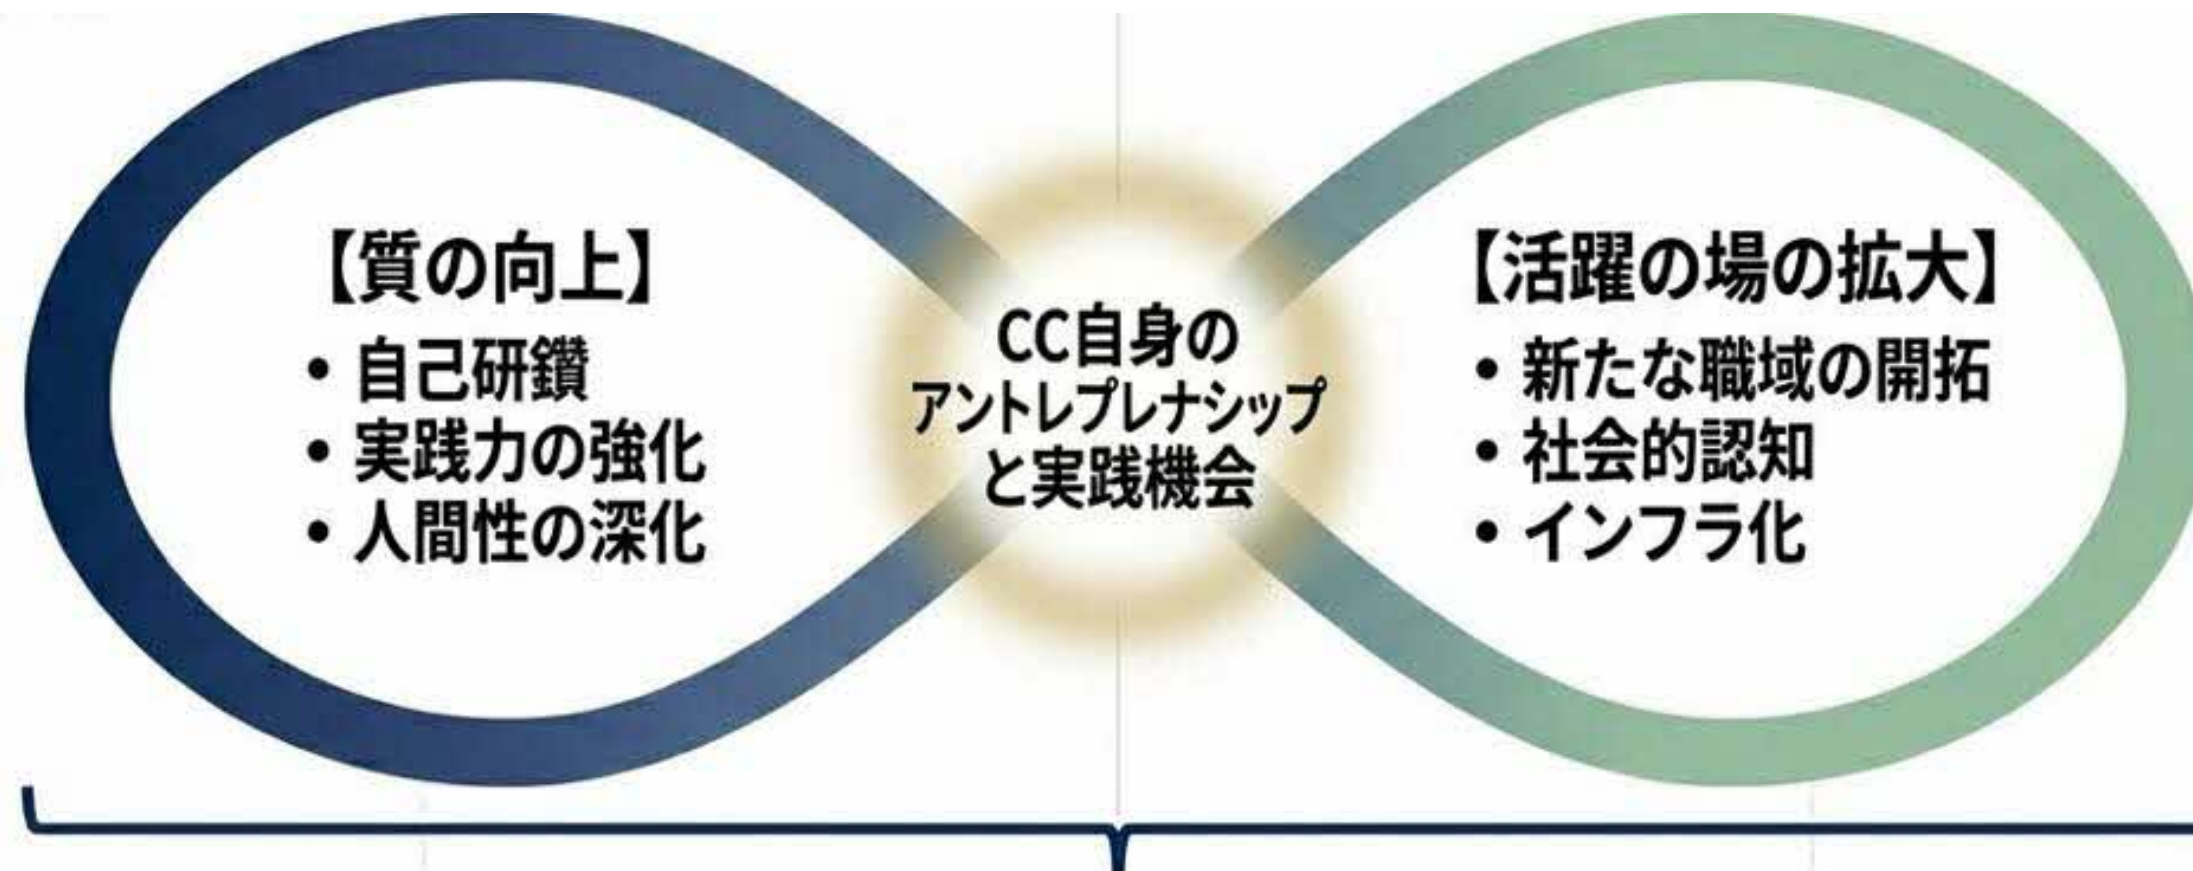 【質の向上】
• 自己研鑽
• 実践力の強化
• 人間性の深化
CC自身の
アントレプレナシップ
と実践機会
【活躍の場の拡大】
• 新たな職域の開拓
• 社会的認知
• インフラ化